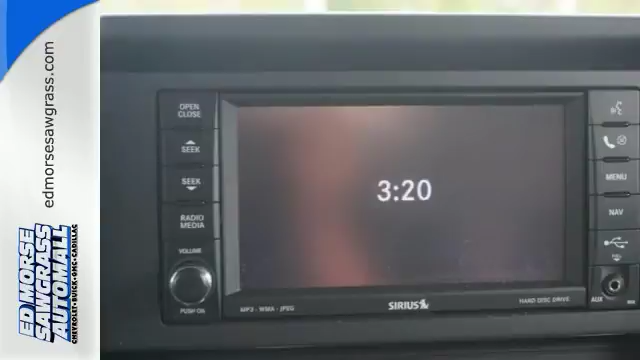 edmorsesawgrass.com
ED MORSE
SAWGRASS
AUTOMALL
CHEVROLET•BUICK•GMC•CADILLAC
OPEN
CLOSE
SEEK
SEEK
RADIO
MEDIA
VOLUME
PUSH ON
3:20
MP3 - WMA - JPEG
SIRIUS
HARD DISC DRIVE
MENU
NAV
AUX